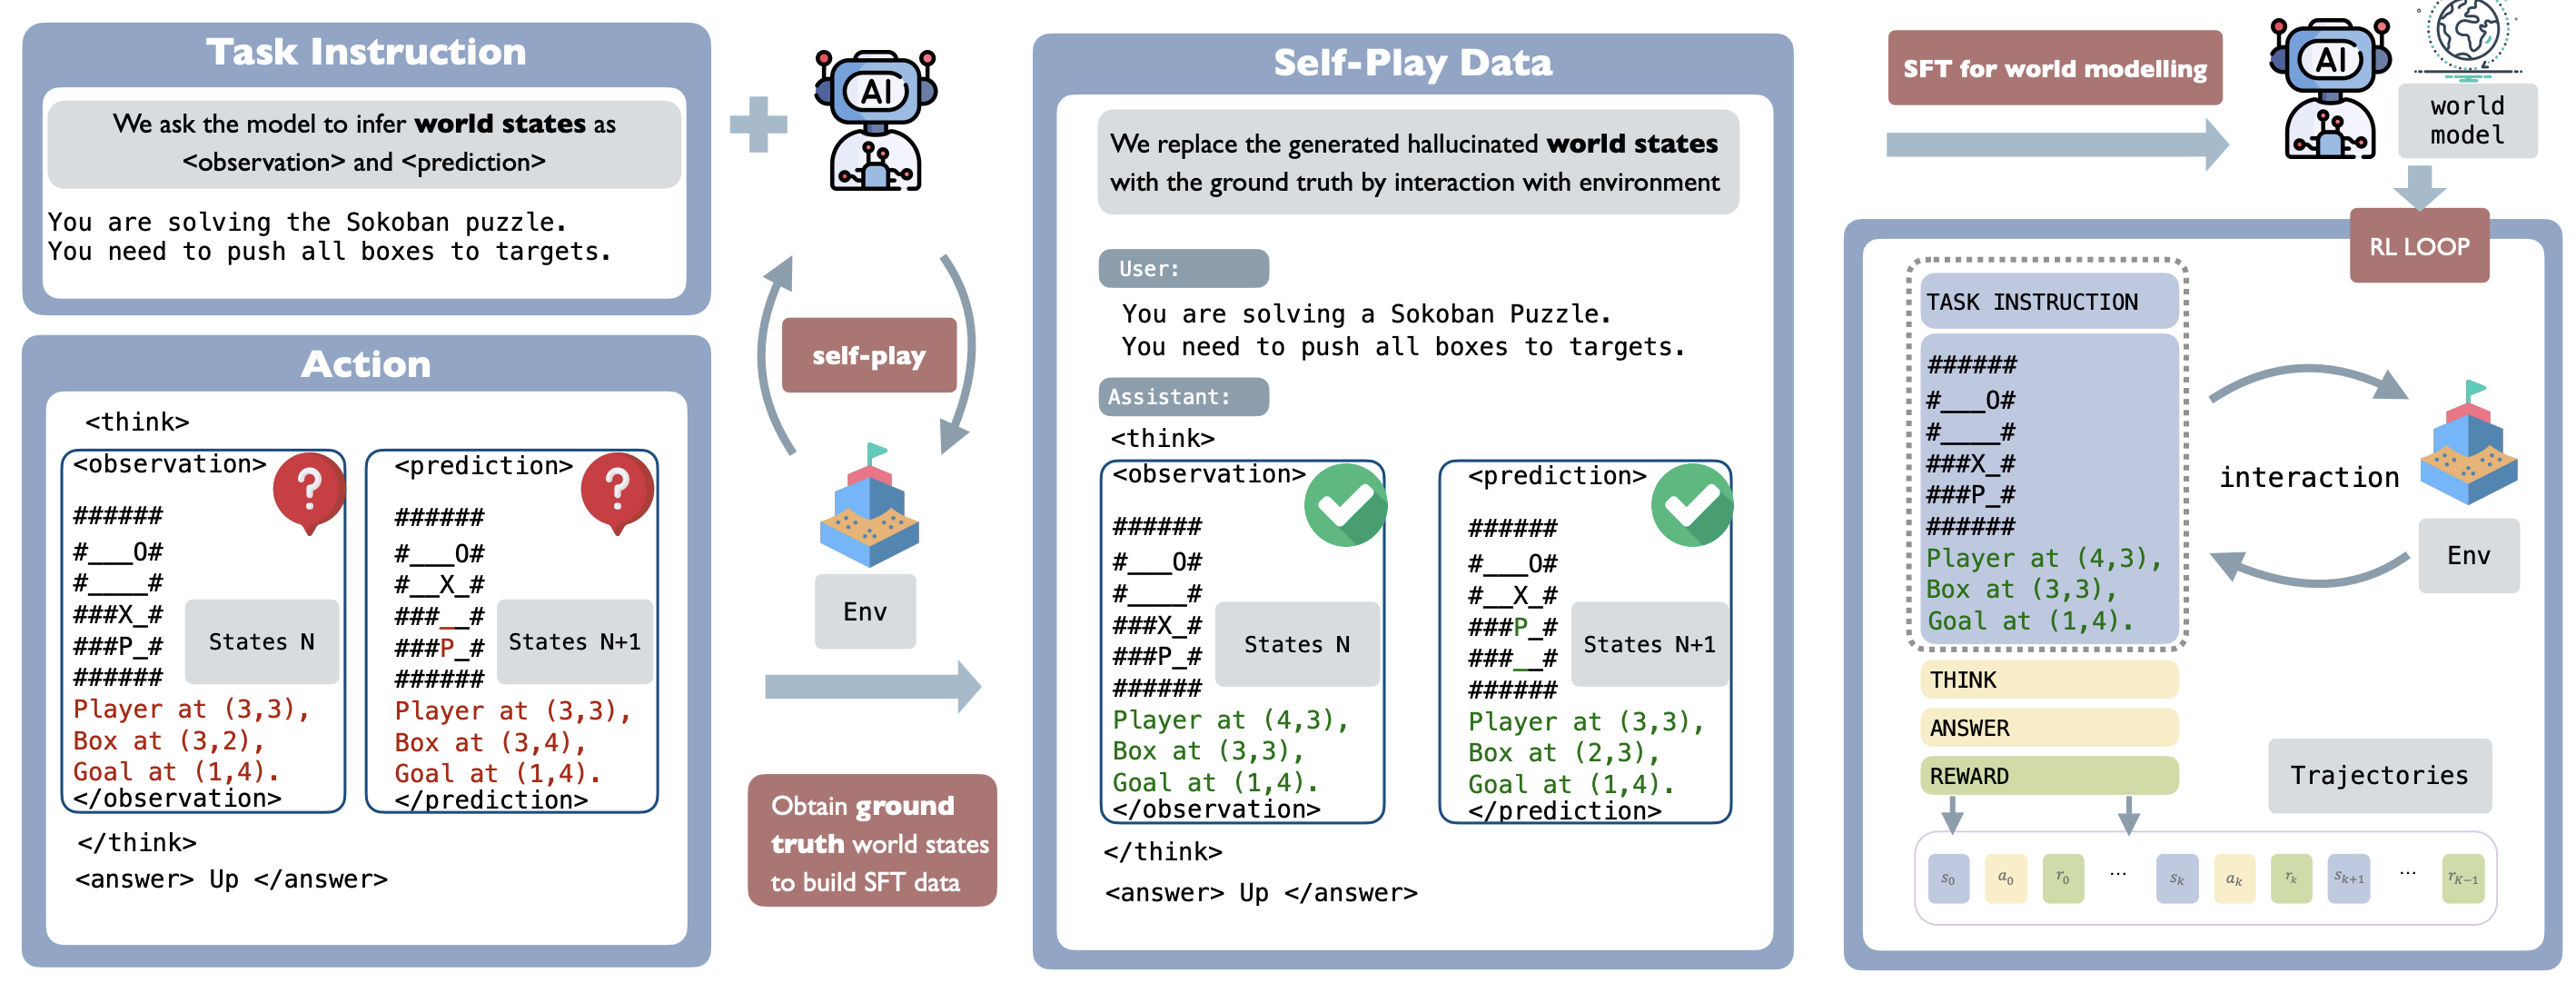 Task Instruction
We ask the model to infer world states as
<observation> and <prediction>
You are solving the Sokoban puzzle.
You need to push all boxes to targets.
Action
<think>
<observation>
######
#___O#
#____#
###X_#
###P_#
######
States N
Player at (3,3),
Box at (3,2),
Goal at (1,4).
</observation>
<prediction>
######
#___O#
#__X_#
###__#
###P_#
######
States N+1
Player at (3,3),
Box at (3,4),
Goal at (1,4).
</prediction>
</think>
<answer> Up </answer>
AI
self-play
Env
Obtain ground
truth world states
to build SFT data
Self-Play Data
We replace the generated hallucinated world states
with the ground truth by interaction with environment
User:
You are solving a Sokoban Puzzle.
You need to push all boxes to targets.
Assistant:
<think>
<observation>
######
#___O#
#____#
###X_#
###P_#
######
States N
Player at (4,3),
Box at (3,3),
Goal at (1,4).
</observation>
<prediction>
######
#___O#
#__X_#
###P_#
###__#
######
States N+1
Player at (3,3),
Box at (2,3),
Goal at (1,4).
</prediction>
</think>
<answer> Up </answer>
SFT for world modelling
AI
world
model
RL LOOP
TASK INSTRUCTION
######
#___O#
#____#
###X_#
###P_#
######
Player at (4,3),
Box at (3,3),
Goal at (1,4).
THINK
ANSWER
REWARD
interaction
Env
Trajectories
s0 a0 r0 ... sk ak rk sk+1 ... rK−1